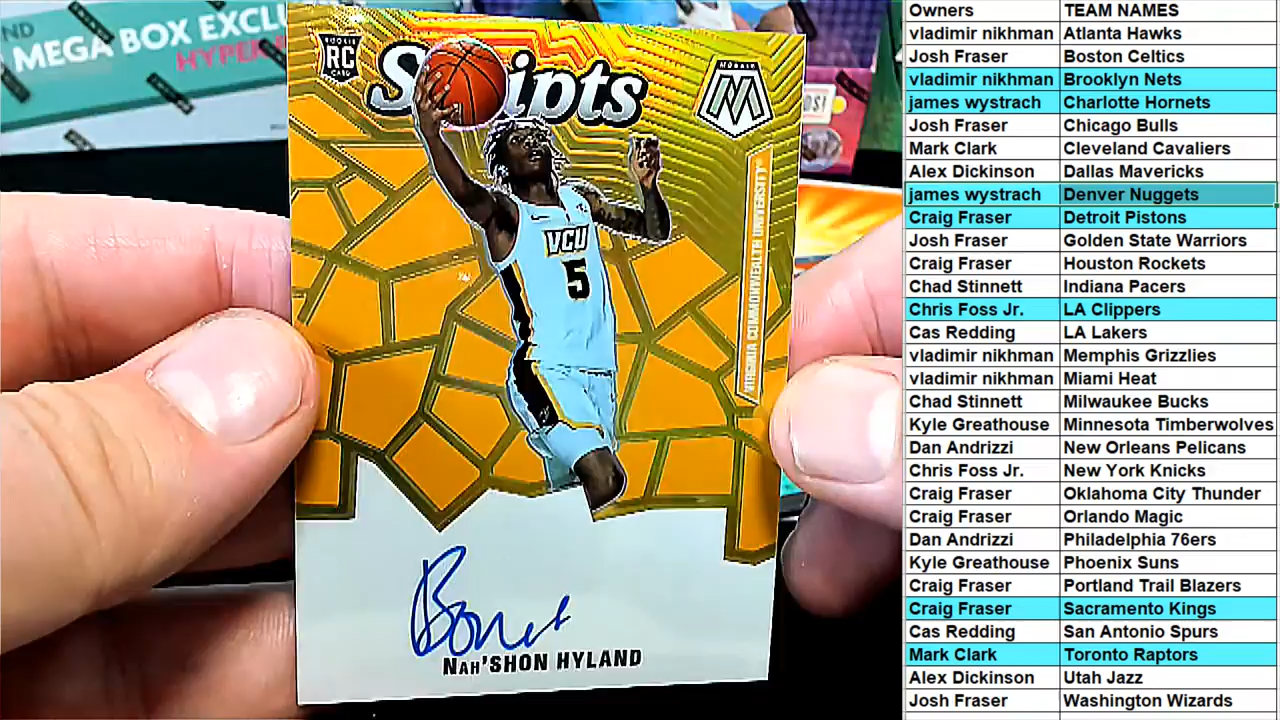 ND
MEGA BOX EXCLU
HYPER
ROOKIE
RC
CARD
Scripts
MOSAIC
M
VIRGINIA COMMONWEALTH UNIVERSITY
VCU
5
Bones
NAH'SHON HYLAND
Owners TEAM NAMES
vladimir nikhman Atlanta Hawks
Josh Fraser Boston Celtics
vladimir nikhman Brooklyn Nets
james wystrach Charlotte Hornets
Josh Fraser Chicago Bulls
Mark Clark Cleveland Cavaliers
Alex Dickinson Dallas Mavericks
james wystrach Denver Nuggets
Craig Fraser Detroit Pistons
Josh Fraser Golden State Warriors
Craig Fraser Houston Rockets
Chad Stinnett Indiana Pacers
Chris Foss Jr. LA Clippers
Cas Redding LA Lakers
vladimir nikhman Memphis Grizzlies
vladimir nikhman Miami Heat
Chad Stinnett Milwaukee Bucks
Kyle Greathouse Minnesota Timberwolves
Dan Andrizzi New Orleans Pelicans
Chris Foss Jr. New York Knicks
Craig Fraser Oklahoma City Thunder
Craig Fraser Orlando Magic
Dan Andrizzi Philadelphia 76ers
Kyle Greathouse Phoenix Suns
Craig Fraser Portland Trail Blazers
Craig Fraser Sacramento Kings
Cas Redding San Antonio Spurs
Mark Clark Toronto Raptors
Alex Dickinson Utah Jazz
Josh Fraser Washington Wizards